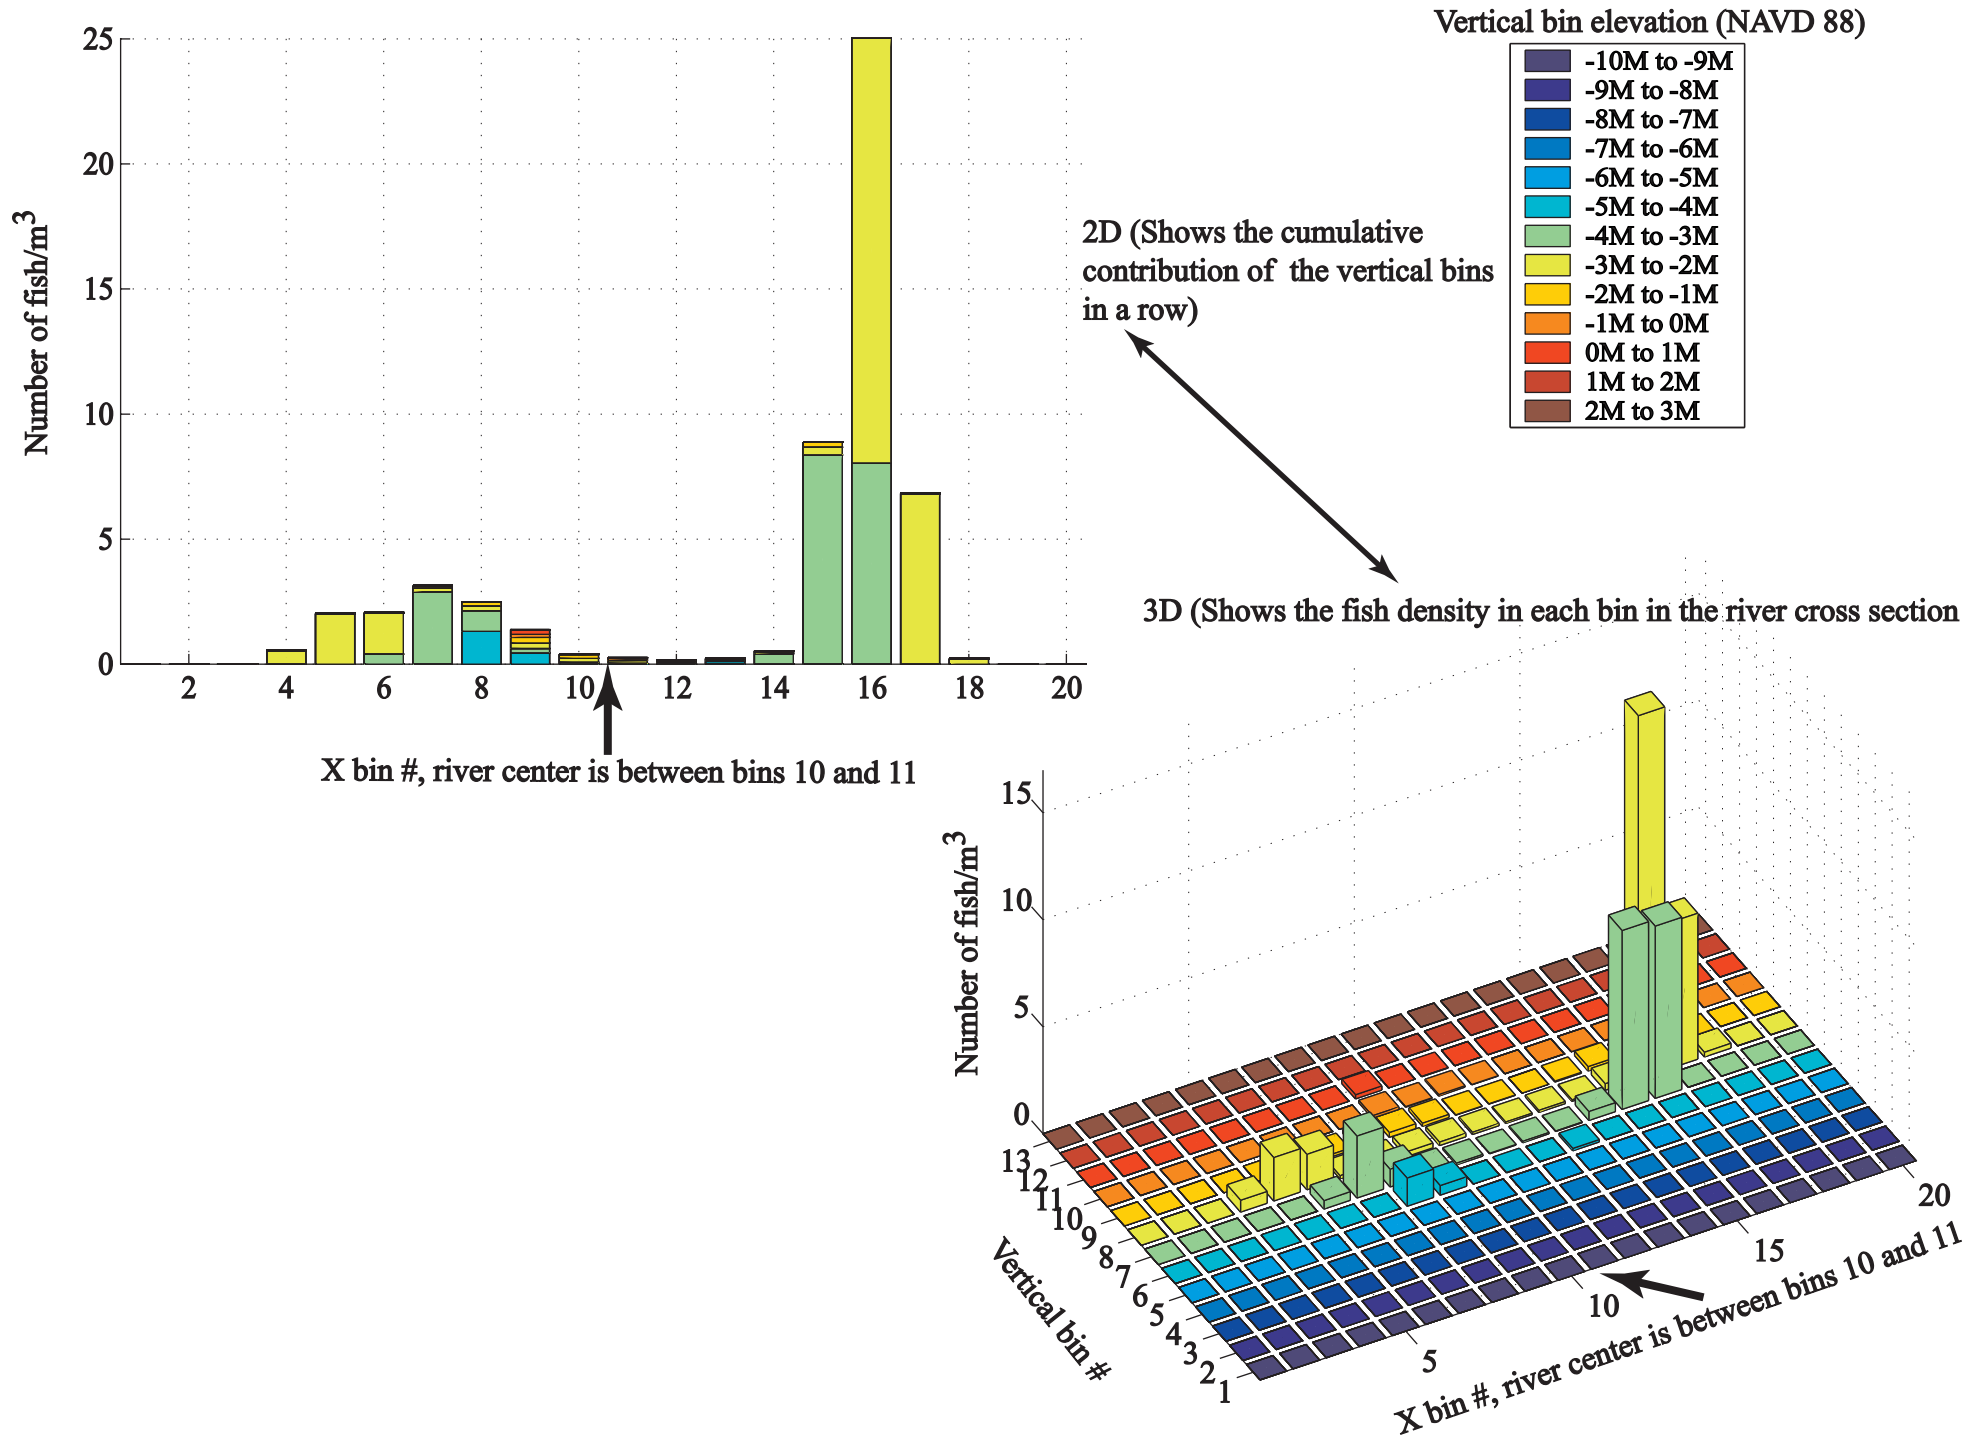 Vertical bin elevation (NAVD 88)
-10M to -9M
-9M to -8M
-8M to -7M
-7M to -6M
-6M to -5M
-5M to -4M
-4M to -3M
-3M to -2M
-2M to -1M
-1M to 0M
0M to 1M
1M to 2M
2M to 3M
25
20
15
10
5
0
Number of fish/m3
2 4 6 8 10 12 14 16 18 20
X bin #, river center is between bins 10 and 11
2D (Shows the cumulative
contribution of the vertical bins
in a row)
3D (Shows the fish density in each bin in the river cross section
15
10
5
0
Number of fish/m3
13
12
11
10
9
8
7
6
5
4
3
2
1
Vertical bin #
5
10
15
20
X bin #, river center is between bins 10 and 11